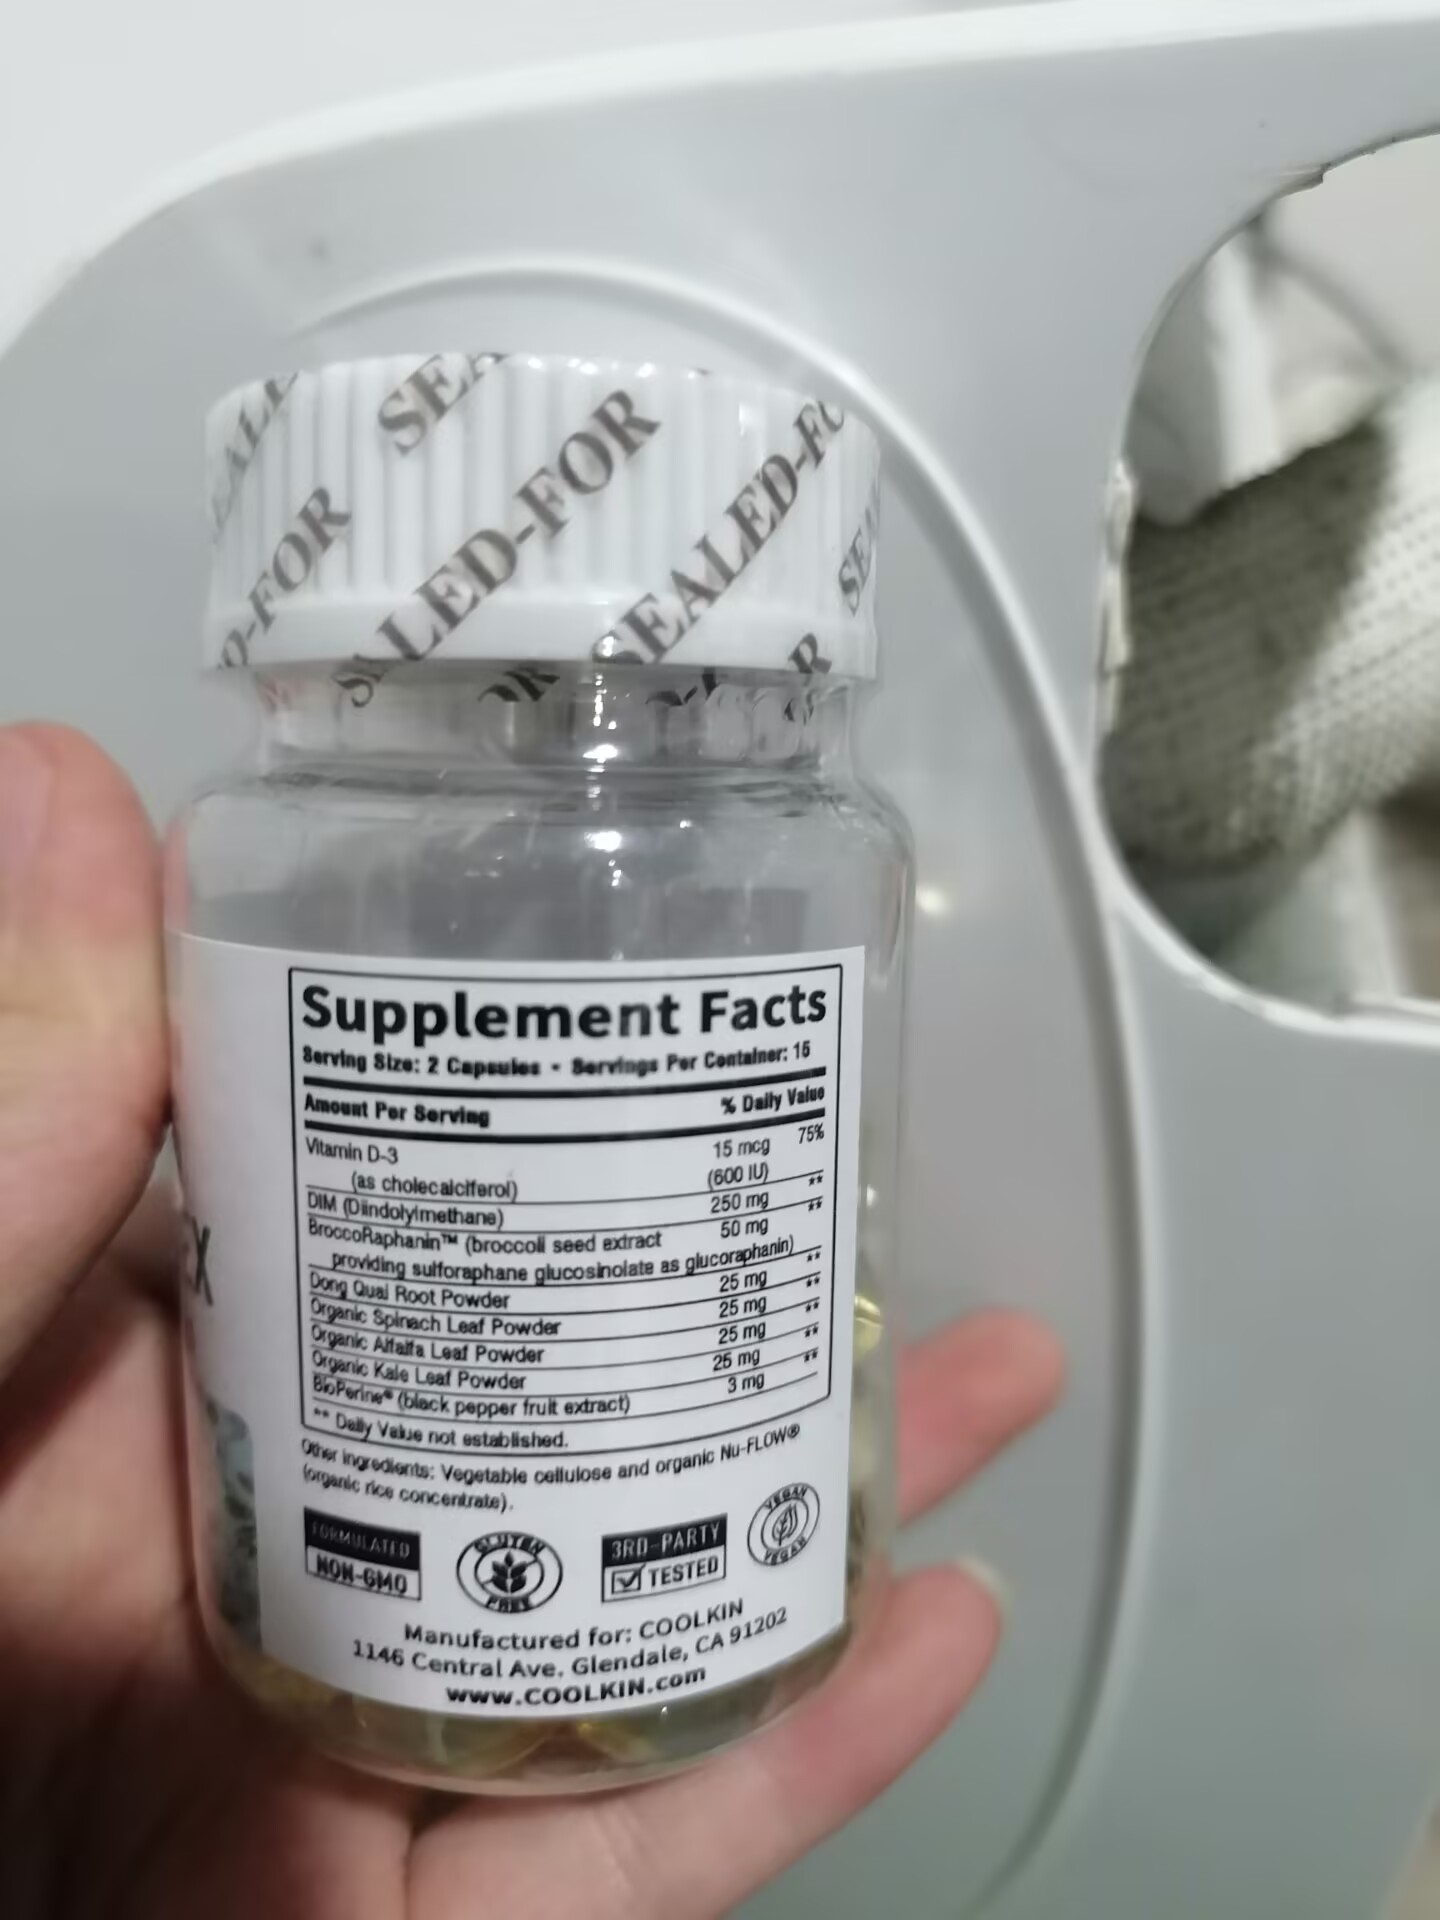 SEALED-FOR
SEALED-FOR
Supplement Facts
Serving Size: 2 Capsules • Servings Per Container: 15
Amount Per Serving % Daily Value
Vitamin D-3 15 mcg 75%
(as cholecalciferol) (600 IU)
DIM (Diindolylmethane) 250 mg **
BroccoRaphanin™ (broccoli seed extract 50 mg **
providing sulforaphane glucosinolate as glucoraphanin)
Dong Quai Root Powder 25 mg **
Organic Spinach Leaf Powder 25 mg **
Organic Alfalfa Leaf Powder 25 mg **
Organic Kale Leaf Powder 25 mg **
BioPerine® (black pepper fruit extract) 3 mg **
** Daily Value not established.
Other ingredients: Vegetable cellulose and organic Nu-FLOW®
(organic rice concentrate).
FORMULATED
NON-GMO
GLUTEN
FREE
3RD-PARTY
TESTED
VEGAN
VEGAN
Manufactured for: COOLKIN
1146 Central Ave. Glendale, CA 91202
www.COOLKIN.com